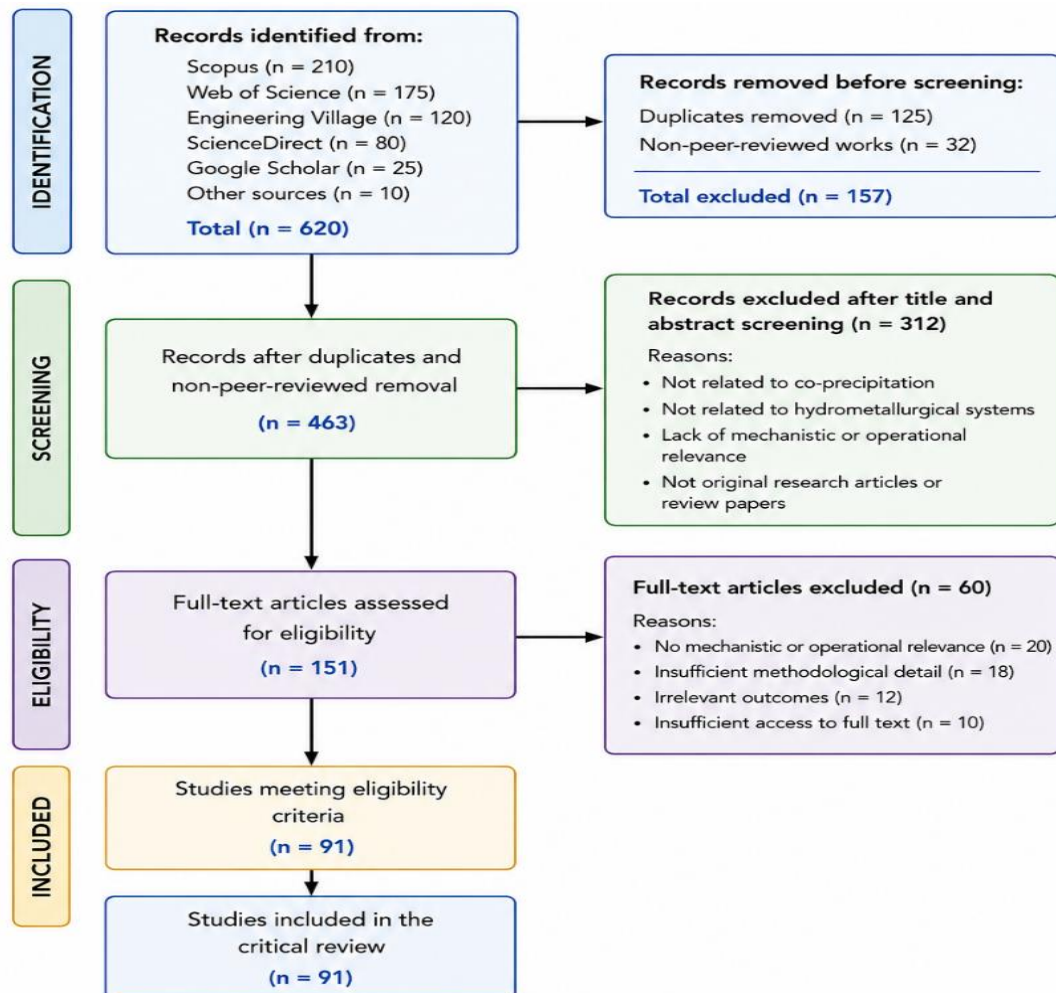 IDENTIFICATION
Records identified from:
Scopus (n = 210)
Web of Science (n = 175)
Engineering Village (n = 120)
ScienceDirect (n = 80)
Google Scholar (n = 25)
Other sources (n = 10)
Total (n = 620)
Records removed before screening:
Duplicates removed (n = 125)
Non-peer-reviewed works (n = 32)
Total excluded (n = 157)
SCREENING
Records after duplicates and
non-peer-reviewed removal
(n = 463)
Records excluded after title and
abstract screening (n = 312)
Reasons:
• Not related to co-precipitation
• Not related to hydrometallurgical systems
• Lack of mechanistic or operational
relevance
• Not original research articles or
review papers
ELIGIBILITY
Full-text articles assessed
for eligibility
(n = 151)
Full-text articles excluded (n = 60)
Reasons:
• No mechanistic or operational relevance (n = 20)
• Insufficient methodological detail (n = 18)
• Irrelevant outcomes (n = 12)
• Insufficient access to full text (n = 10)
INCLUDED
Studies meeting eligibility
criteria
(n = 91)
Studies included in the
critical review
(n = 91)